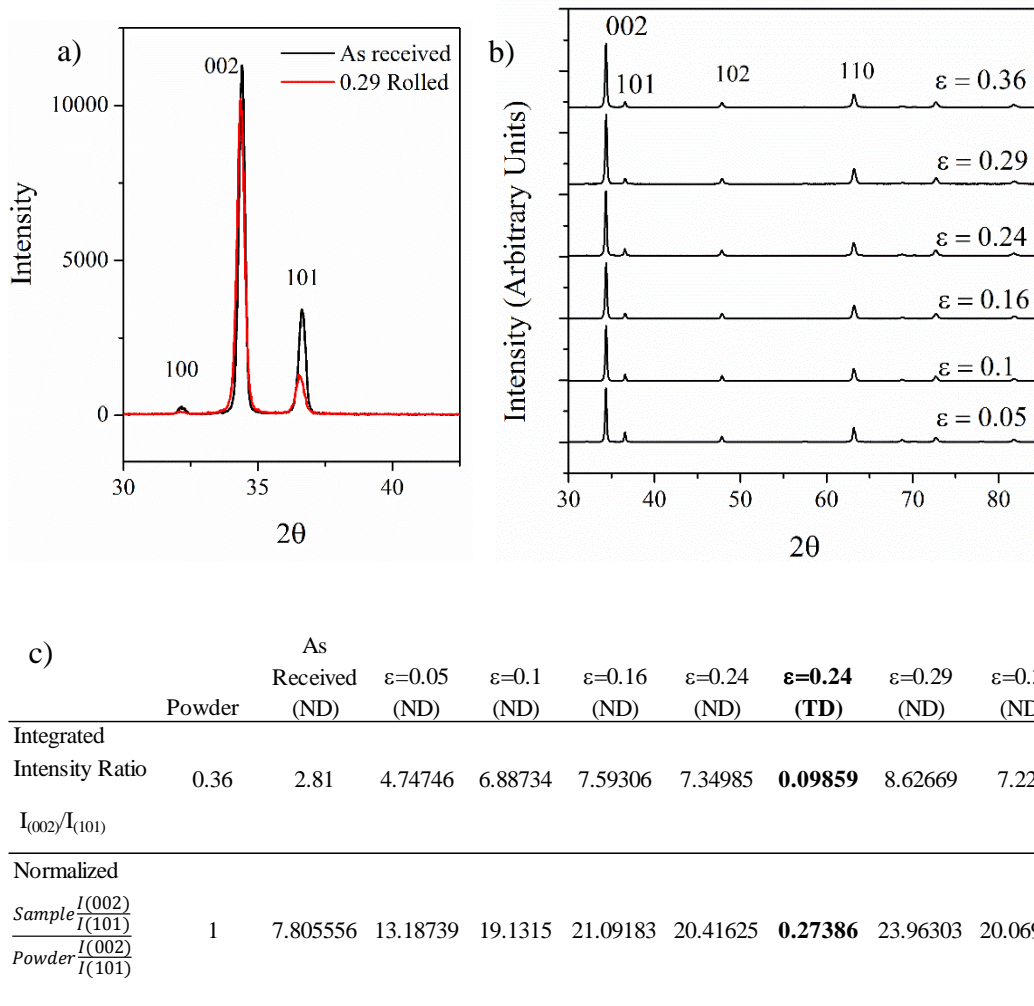 a)
As received
0.29 Rolled
002
101
100
10000
5000
0
Intensity
30
35
40
2θ
b)
002
101
102
110
ε = 0.36
ε = 0.29
ε = 0.24
ε = 0.16
ε = 0.1
ε = 0.05
Intensity (Arbitrary Units)
30
40
50
60
70
80
2θ
c)
As
Received ε=0.05 ε=0.1 ε=0.16 ε=0.24 ε=0.24 ε=0.29
Powder (ND) (ND) (ND) (ND) (ND) (TD) (ND)
Integrated
Intensity Ratio
0.36 2.81 4.74746 6.88734 7.59306 7.34985 0.09859 8.62669 7.22
I(002)/I(101)
Normalized
Sample I(002)
I(101)
1 7.805556 13.18739 19.1315 21.09183 20.41625 0.27386 23.96303
Powder I(002)
I(101)